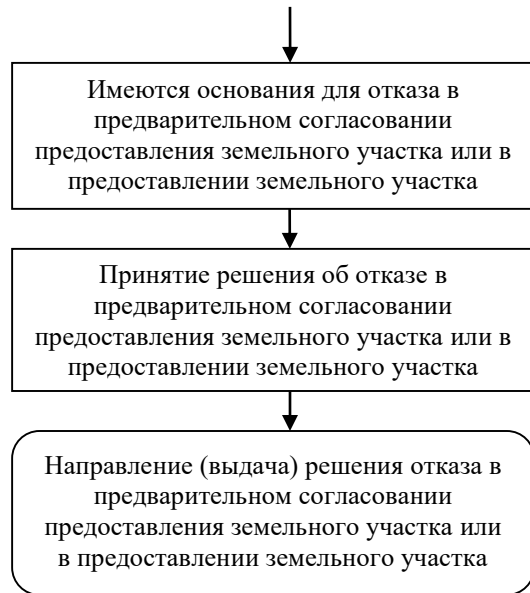 Имеются основания для отказа в
предварительном согласовании
предоставления земельного участка или в
предоставлении земельного участка
Принятие решения об отказе в
предварительном согласовании
предоставления земельного участка или в
предоставлении земельного участка
Направление (выдача) решения отказа в
предварительном согласовании
предоставления земельного участка или
в предоставлении земельного участка